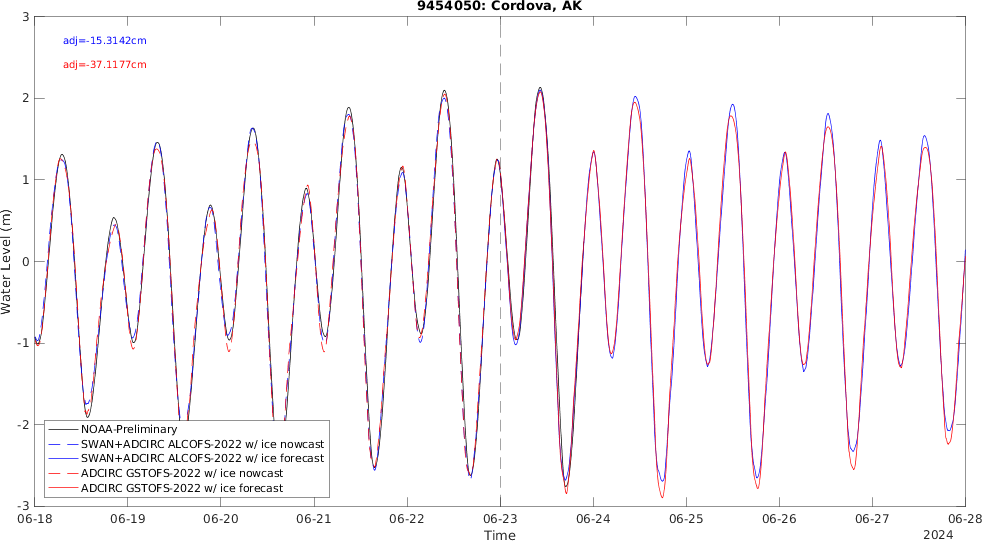 9454050: Cordova, AK
adj=-15.3142cm
adj=-37.1177cm
Water Level (m)
3
2
1
0
-1
-2
-3
NOAA-Preliminary
SWAN+ADCIRC ALCOFS-2022 w/ ice nowcast
SWAN+ADCIRC ALCOFS-2022 w/ ice forecast
ADCIRC GSTOFS-2022 w/ ice nowcast
ADCIRC GSTOFS-2022 w/ ice forecast
06-18 06-19 06-20 06-21 06-22 06-23 06-24 06-25 06-26 06-27 06-28
Time
2024